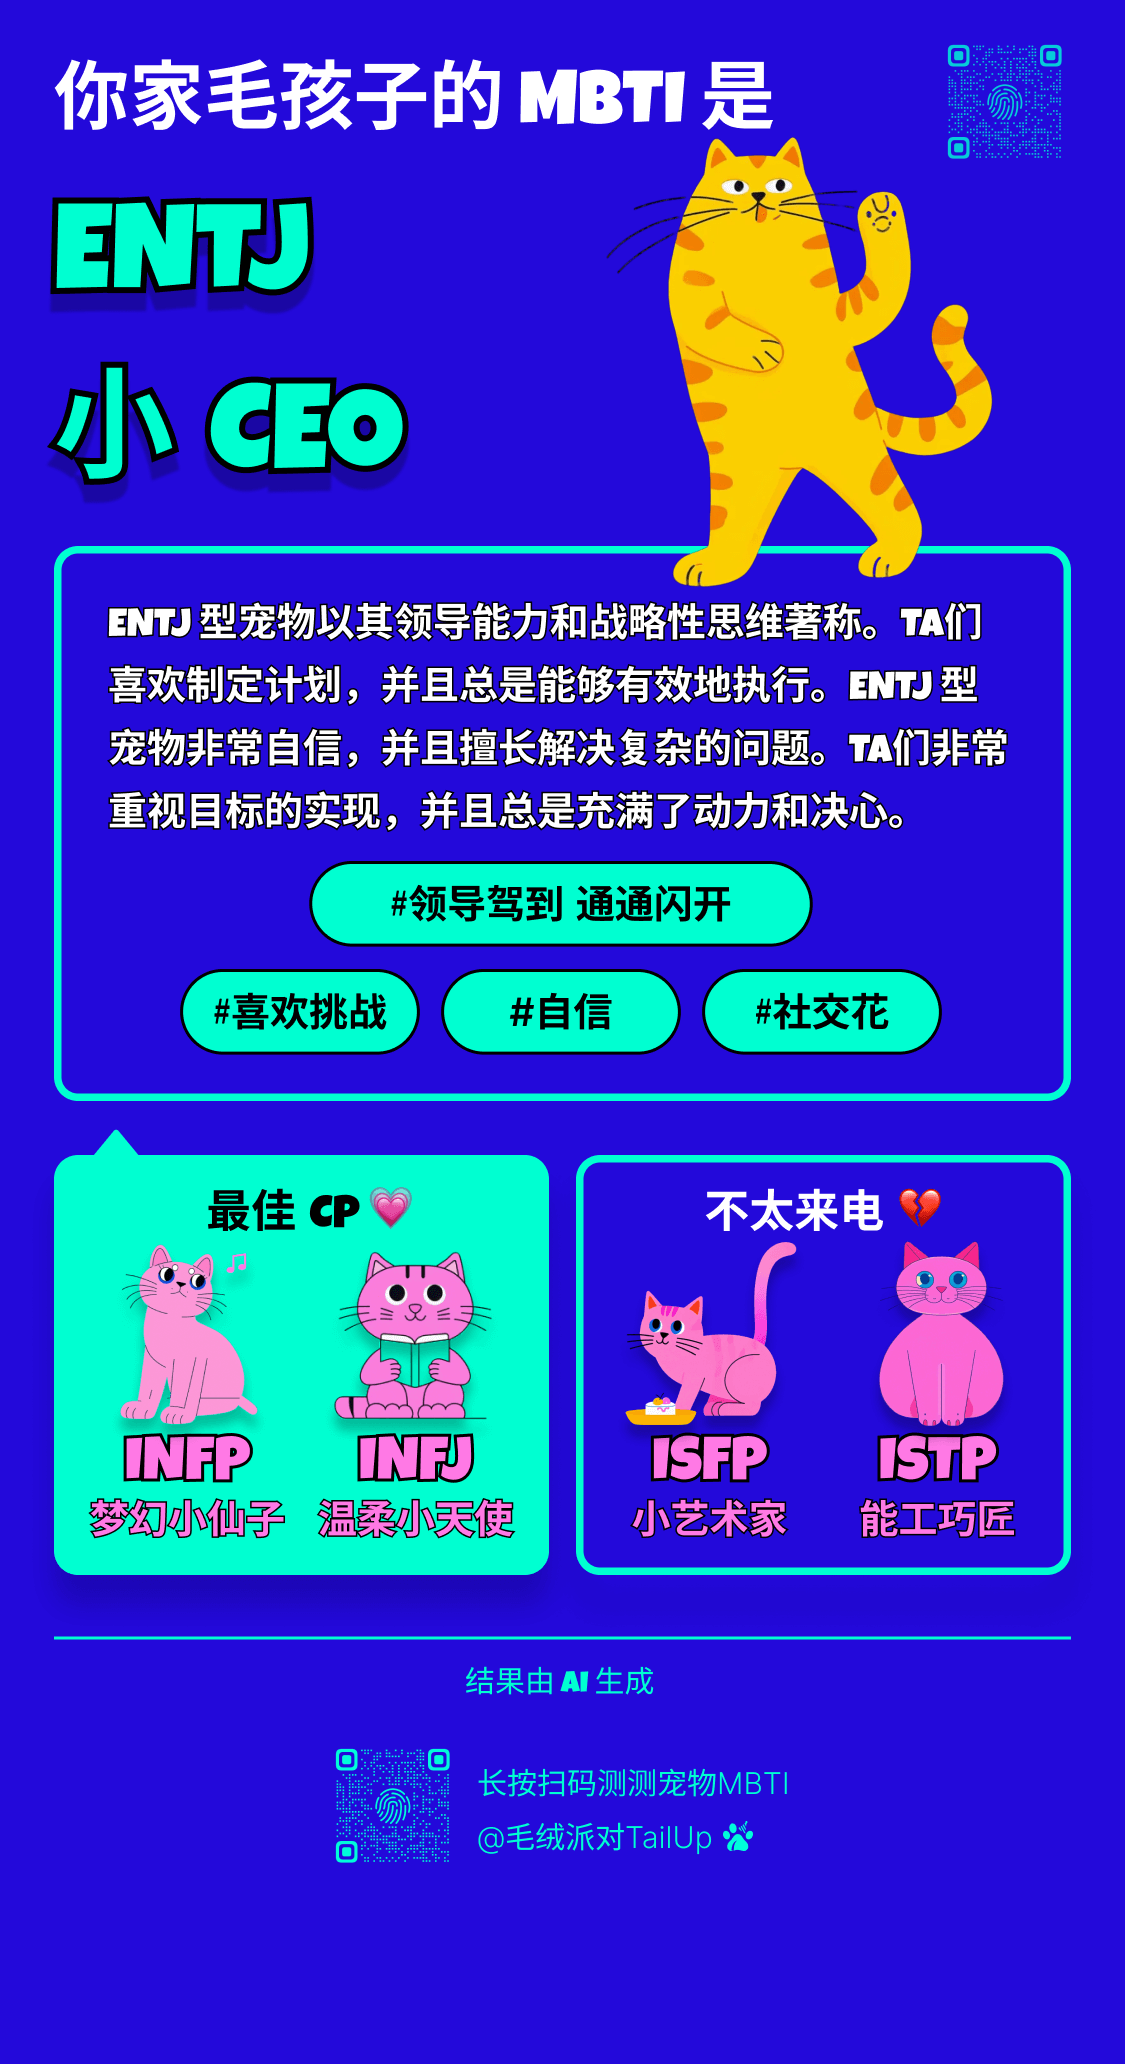 你家毛孩子的 MBTI 是
ENTJ
小 CEO
ENTJ 型宠物以其领导能力和战略性思维著称。TA们
喜欢制定计划，并且总是能够有效地执行。ENTJ 型
宠物非常自信，并且擅长解决复杂的问题。TA们非常
重视目标的实现，并且总是充满了动力和决心。
#领导驾到 通通闪开
#喜欢挑战 #自信 #社交花
最佳 CP 💗
INFP INFJ
梦幻小仙子 温柔小天使
不太来电 💔
ISFP ISTP
小艺术家 能工巧匠
结果由 AI 生成
长按扫码测测宠物MBTI
@毛绒派对TailUp